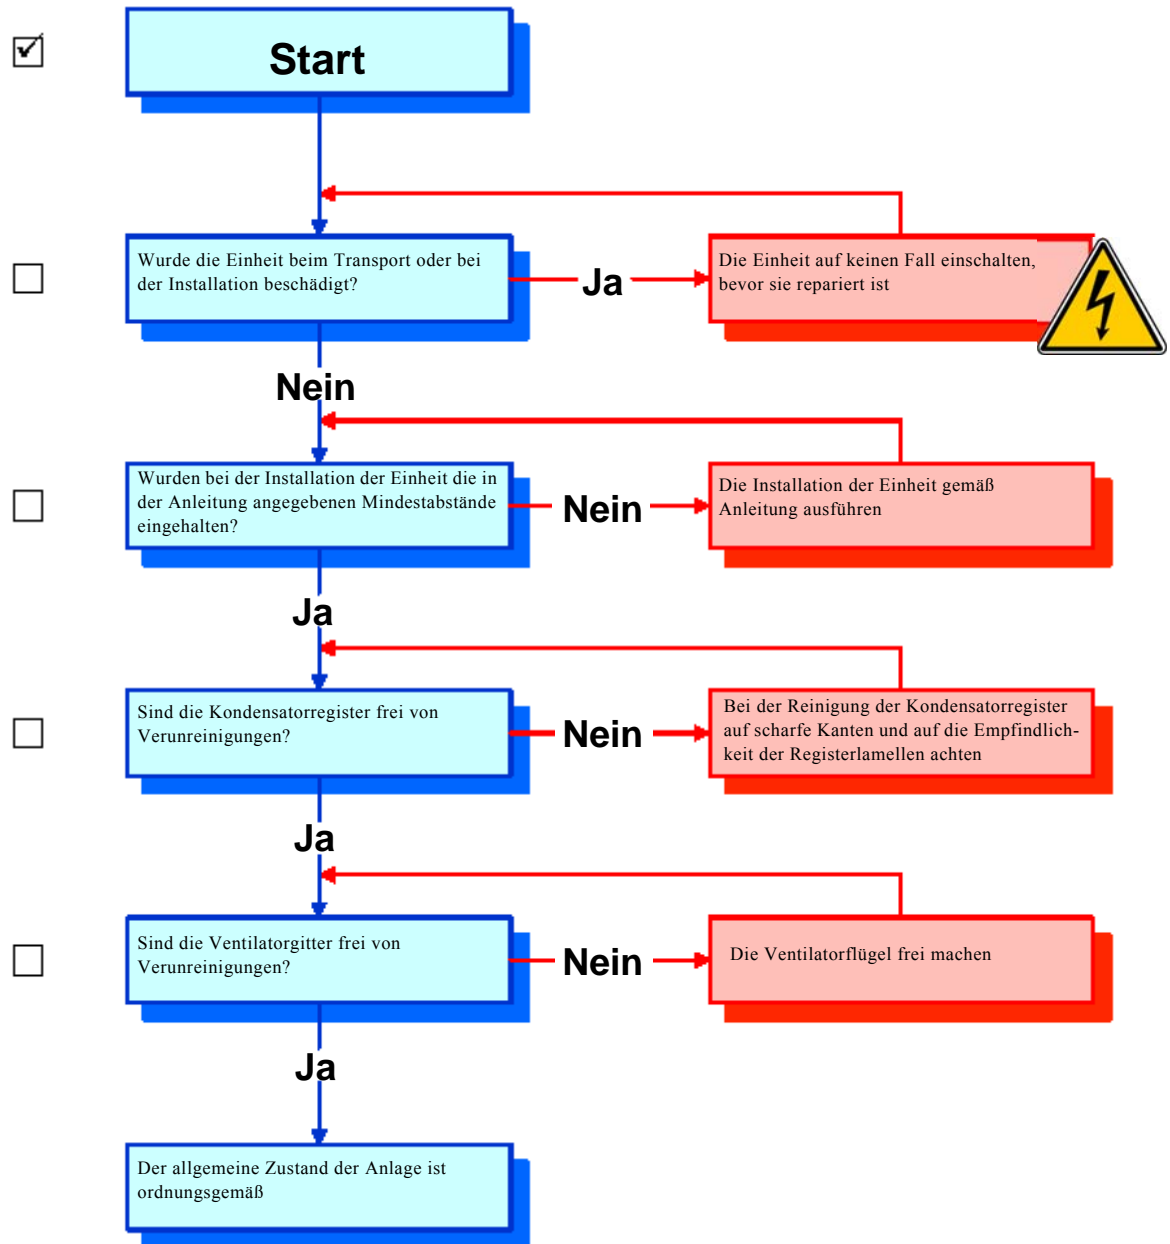 Start
Wurde die Einheit beim Transport oder bei
der Installation beschädigt?
Ja
Die Einheit auf keinen Fall einschalten,
bevor sie repariert ist
Nein
Wurden bei der Installation der Einheit die in
der Anleitung angegebenen Mindestabstände
eingehalten?
Nein
Die Installation der Einheit gemäß
Anleitung ausführen
Ja
Sind die Kondensatorregister frei von
Verunreinigungen?
Nein
Bei der Reinigung der Kondensatorregister
auf scharfe Kanten und auf die Empfindlich-
keit der Registerlamellen achten
Ja
Sind die Ventilatorgitter frei von
Verunreinigungen?
Nein
Die Ventilatorflügel frei machen
Ja
Der allgemeine Zustand der Anlage ist
ordnungsgemäß